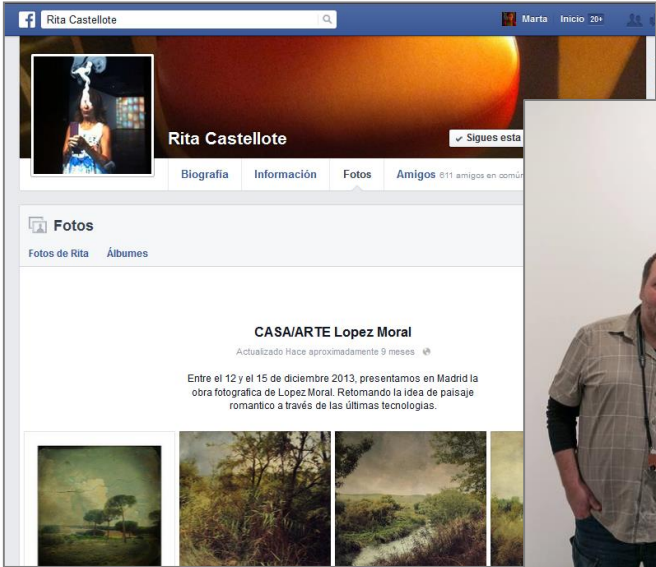 Rita Castellote
Marta Inicio 20+
Rita Castellote
Sigues esta
Biografía Información Fotos Amigos 611 amigos en común
Fotos
Fotos de Rita Álbumes
CASA/ARTE Lopez Moral
Actualizado Hace aproximadamente 9 meses
Entre el 12 y el 15 de diciembre 2013, presentamos en Madrid la
obra fotografica de Lopez Moral. Retomando la idea de paisaje
romantico a través de las últimas tecnologias.